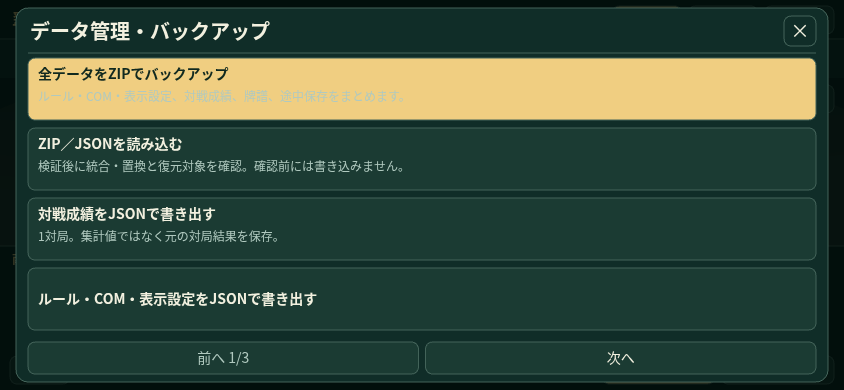 データ管理・バックアップ
全データをZIPでバックアップ
ルール・COM・表示設定、対戦成績、牌譜、途中保存をまとめます。
ZIP／JSONを読み込む
検証後に統合・置換と復元対象を確認。確認前には書き込みません。
対戦成績をJSONで書き出す
1対局。集計値ではなく元の対局結果を保存。
ルール・COM・表示設定をJSONで書き出す
前へ 1/3
次へ